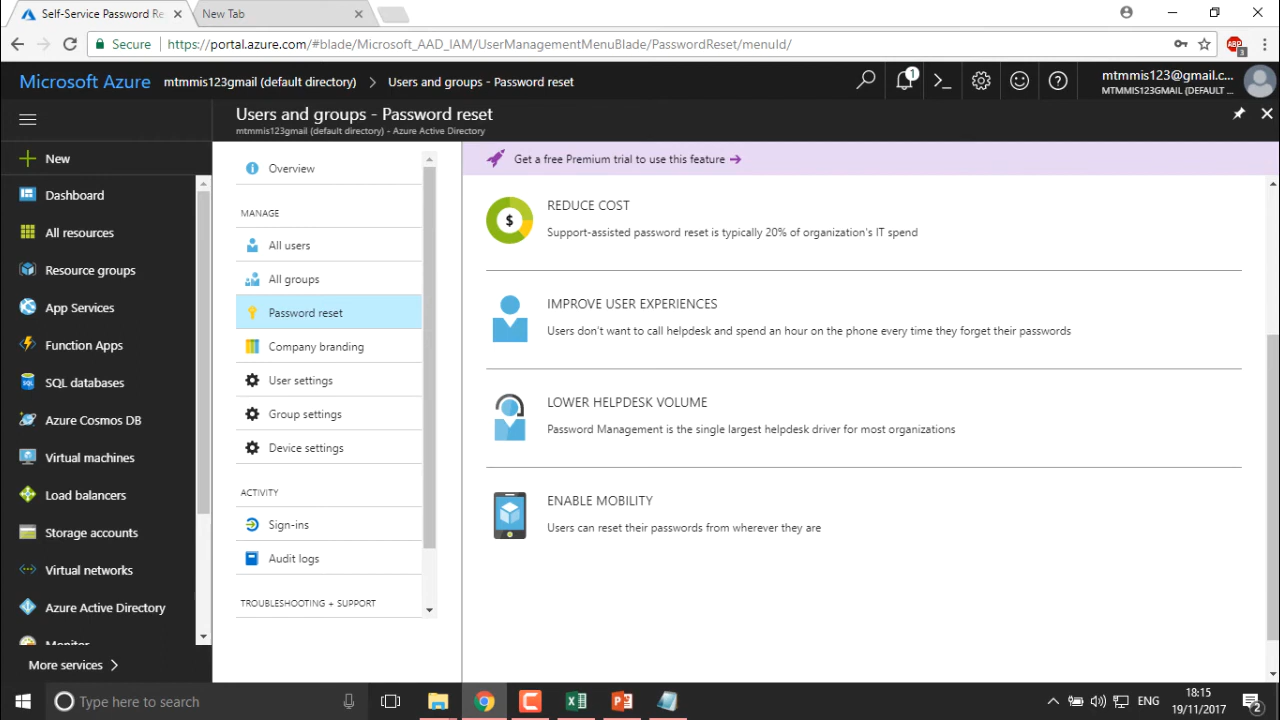 Self-Service Password Re
New Tab
Secure
https://portal.azure.com/#blade/Microsoft_AAD_IAM/UserManagementMenuBlade/PasswordReset/menuId/
ABP
3
Microsoft Azure
mtmmis123gmail (default directory)
Users and groups - Password reset
1
mtmmis123@gmail.c...
MTMMIS123GMAIL (DEFAULT ...
Users and groups - Password reset
mtmmis123gmail (default directory) - Azure Active Directory
New
Dashboard
All resources
Resource groups
App Services
Function Apps
SQL databases
Azure Cosmos DB
Virtual machines
Load balancers
Storage accounts
Virtual networks
Azure Active Directory
Monitor
More services
Overview
MANAGE
All users
All groups
Password reset
Company branding
User settings
Group settings
Device settings
ACTIVITY
Sign-ins
Audit logs
TROUBLESHOOTING + SUPPORT
Get a free Premium trial to use this feature
$
REDUCE COST
Support-assisted password reset is typically 20% of organization's IT spend
IMPROVE USER EXPERIENCES
Users don't want to call helpdesk and spend an hour on the phone every time they forget their passwords
LOWER HELPDESK VOLUME
Password Management is the single largest helpdesk driver for most organizations
ENABLE MOBILITY
Users can reset their passwords from wherever they are
Type here to search
ENG
18:15
19/11/2017
2